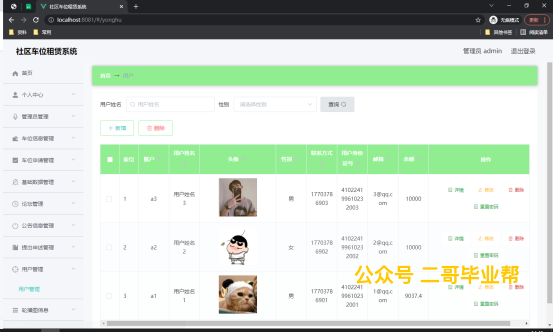 社区车位租赁系统
localhost:8081/#/yonghu
无痕模式
更新
资料 常用
其他书签 阅读清单
社区车位租赁系统
管理员 admin 退出登录
首页
个人中心
管理员管理
车位信息管理
车位申请管理
基础数据管理
论坛管理
公告信息管理
用户管理
用户管理
轮播图信息
首页 用户
用户姓名 用户姓名 性别 请选择性别 查询
新增 删除
索引 账户 用户姓名 头像 性别 联系方式 用户身份证号 邮箱 余额 操作
1 a3 用户姓名3 男 17703786903 410224199610232003 3@qq.com 10000 详情 修改 删除 重置密码
2 a2 用户姓名2 女 17703786902 410224199610232002 2@qq.com 10000 详情 修改 删除 重置密码
3 a1 用户姓名1 男 17703786901 410224199610232001 1@qq.com 9037.4 详情 修改 删除 重置密码
公众号 二哥毕业帮